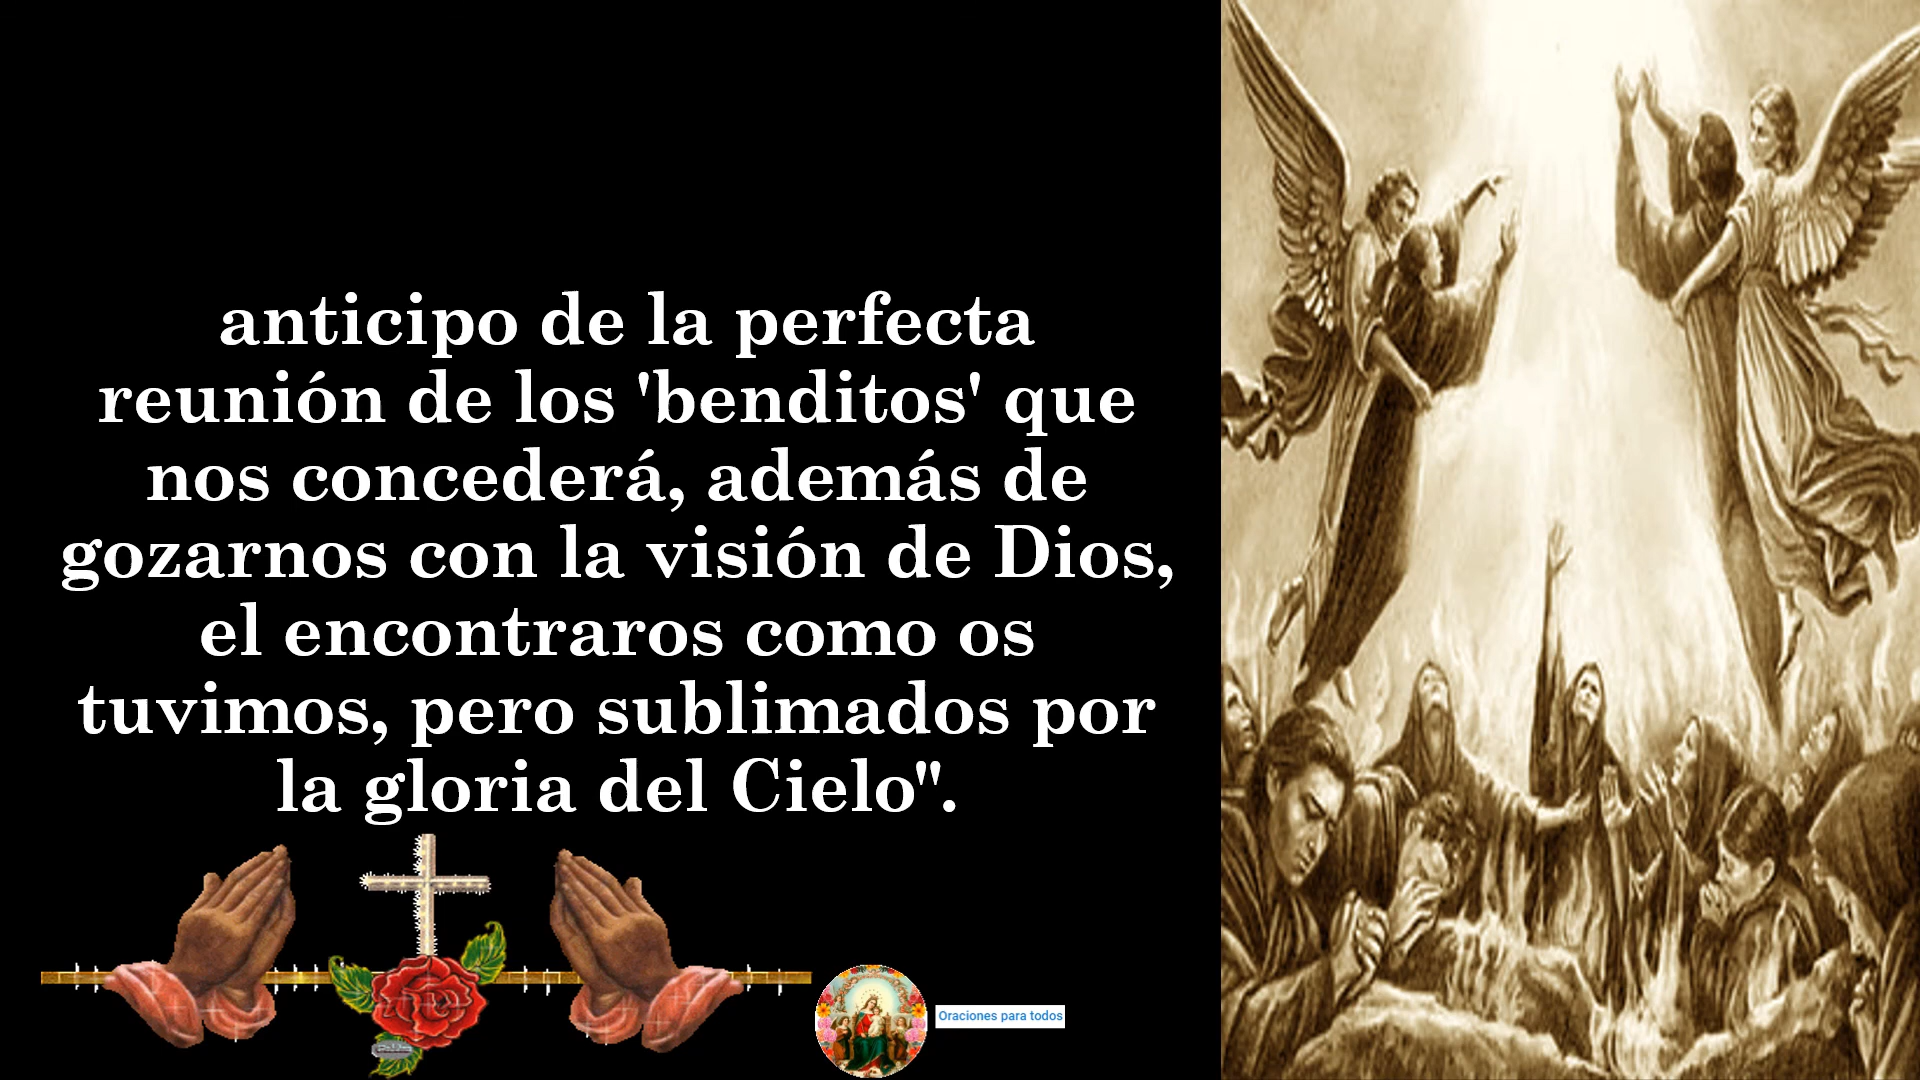 anticipo de la perfecta
reunión de los 'benditos' que
nos concederá, además de
gozarnos con la visión de Dios,
el encontraros como os
tuvimos, pero sublimados por
la gloria del Cielo".
Oraciones para todos